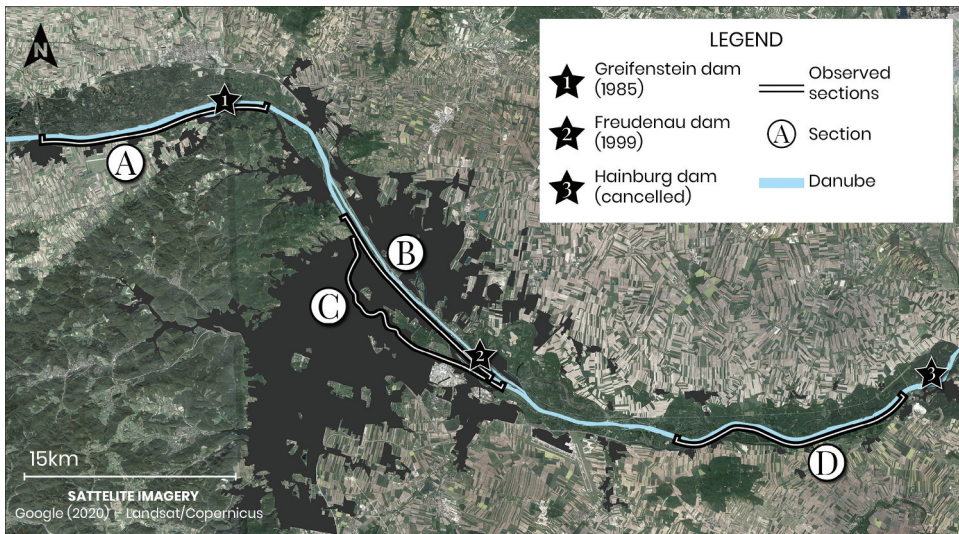 N
LEGEND
1 Greifenstein dam
(1985)
2 Freudenau dam
(1999)
3 Hainburg dam
(cancelled)
Observed
sections
A Section
Danube
1
A
B
C
2
3
D
15km
SATTELITE IMAGERY
Google (2020) - Landsat/Copernicus